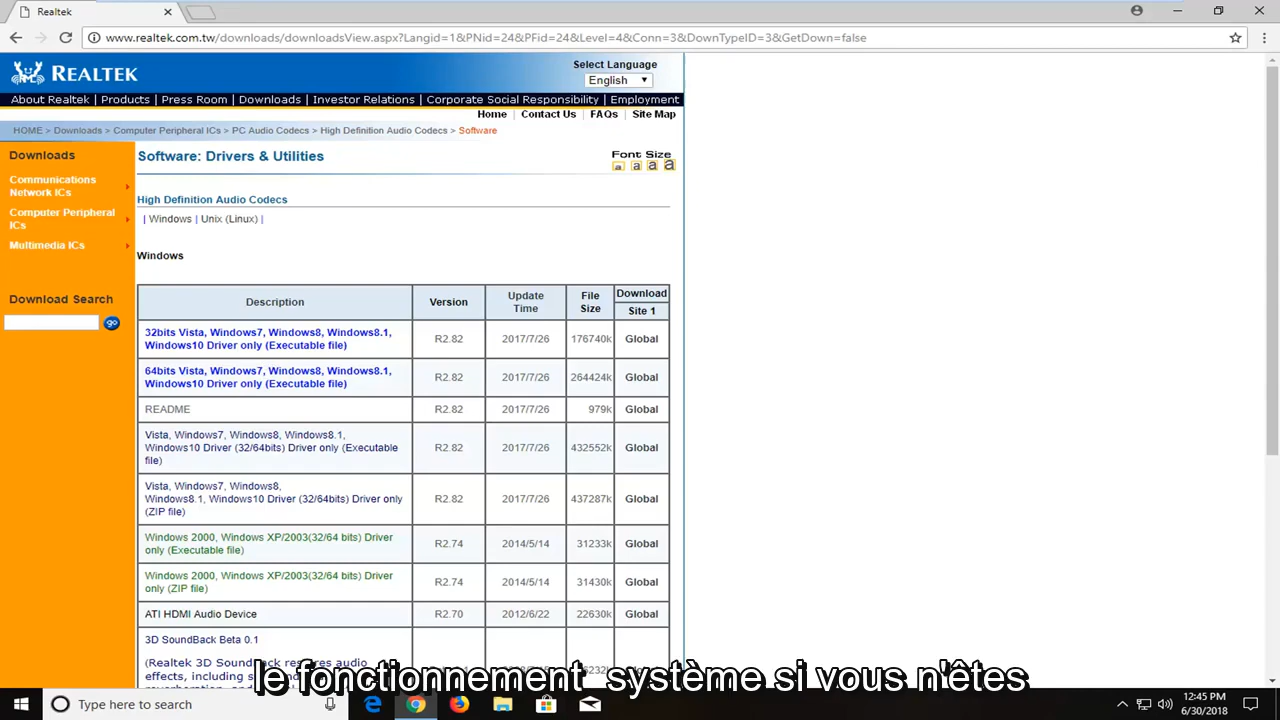 Realtek
www.realtek.com.tw/downloads/downloadsView.aspx?Langid=1&PNid=24&PFid=24&Level=4&Conn=3&DownTypeID=3&GetDown=false
REALTEK
Select Language
English
About Realtek | Products | Press Room | Downloads | Investor Relations | Corporate Social Responsibility | Employment
Home Contact Us FAQs Site Map
HOME > Downloads > Computer Peripheral ICs > PC Audio Codecs > High Definition Audio Codecs > Software
Downloads
Communications
Network ICs
Computer Peripheral
ICs
Multimedia ICs
Download Search
go
Software: Drivers & Utilities
Font Size
a a a a
High Definition Audio Codecs
| Windows | Unix (Linux) |
Windows
Description Version Update Time File Size Download
Site 1
32bits Vista, Windows7, Windows8, Windows8.1,
Windows10 Driver only (Executable file) R2.82 2017/7/26 176740k Global
64bits Vista, Windows7, Windows8, Windows8.1,
Windows10 Driver only (Executable file) R2.82 2017/7/26 264424k Global
README R2.82 2017/7/26 979k Global
Vista, Windows7, Windows8, Windows8.1,
Windows10 Driver (32/64bits) Driver only (Executable R2.82 2017/7/26 432552k Global
file)
Vista, Windows7, Windows8,
Windows8.1, Windows10 Driver (32/64bits) Driver only R2.82 2017/7/26 437287k Global
(ZIP file)
Windows 2000, Windows XP/2003(32/64 bits) Driver
only (Executable file) R2.74 2014/5/14 31233k Global
Windows 2000, Windows XP/2003(32/64 bits) Driver
only (ZIP file) R2.74 2014/5/14 31430k Global
ATI HDMI Audio Device R2.70 2012/6/22 22630k Global
3D SoundBack Beta 0.1
(Realtek 3D SoundBack restores audio
effects, including surround
Global
le fonctionnement système si vous n'êtes
Type here to search
12:45 PM
6/30/2018